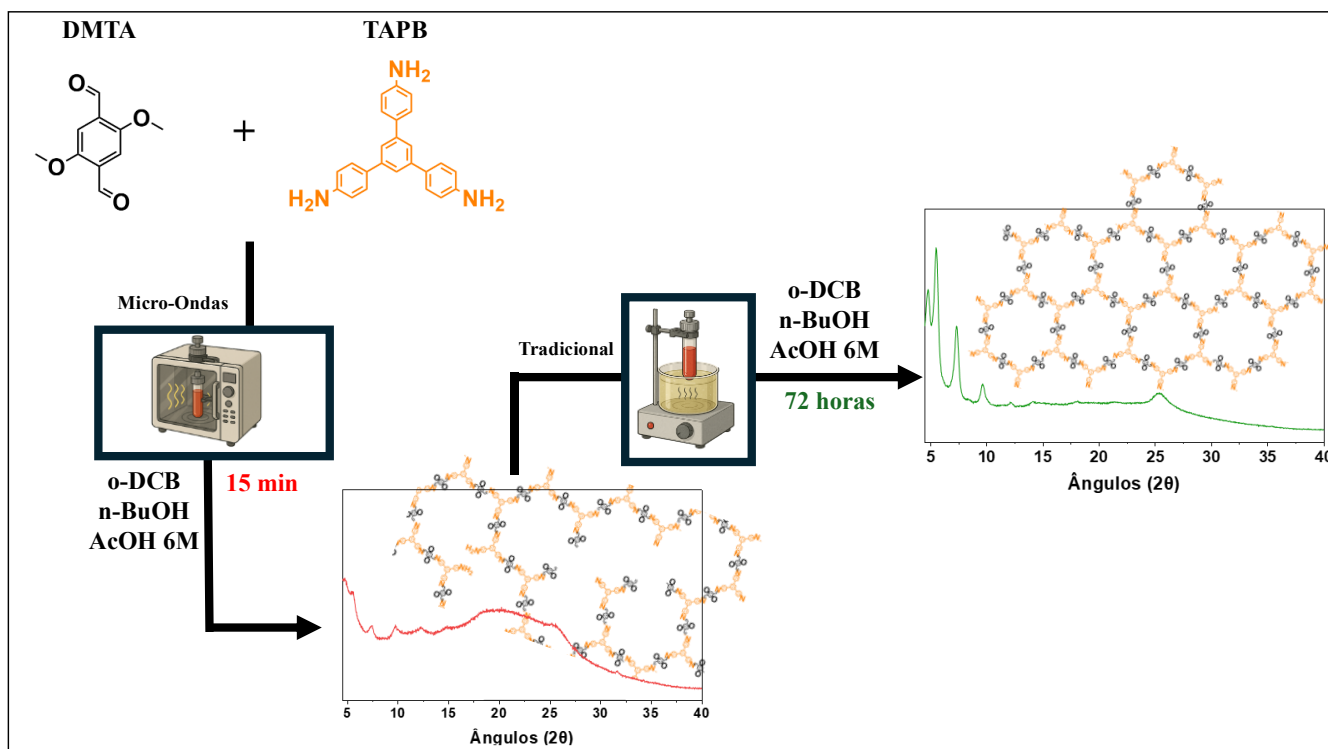 DMTA
TAPB
NH2
O
O
O
O
+
H2N
NH2
Micro-Ondas
o-DCB
n-BuOH
AcOH 6M
15 min
Tradicional
o-DCB
n-BuOH
AcOH 6M
72 horas
5 10 15 20 25 30 35 40
Ângulos (2θ)
5 10 15 20 25 30 35 40
Ângulos (2θ)